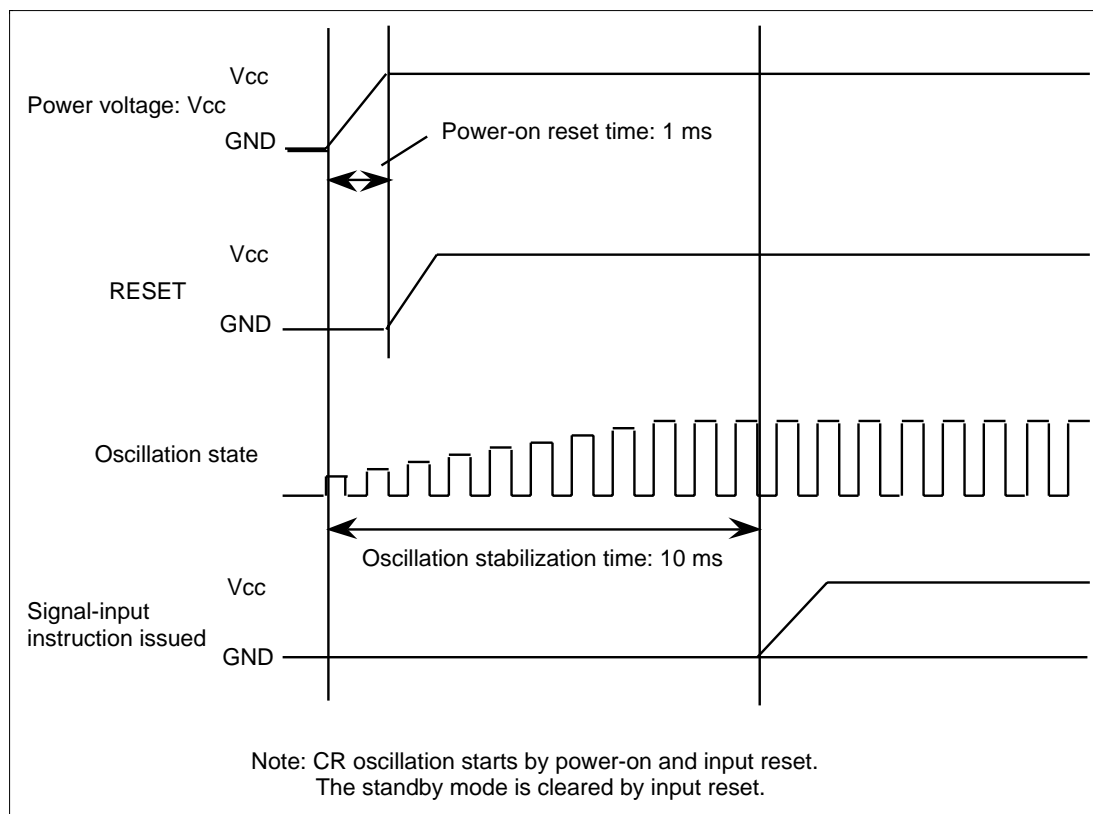 Vcc
Power voltage: Vcc
GND
Power-on reset time: 1 ms
Vcc
RESET
GND
Oscillation state
Oscillation stabilization time: 10 ms
Vcc
Signal-input
instruction issued
GND
Note: CR oscillation starts by power-on and input reset.
The standby mode is cleared by input reset.